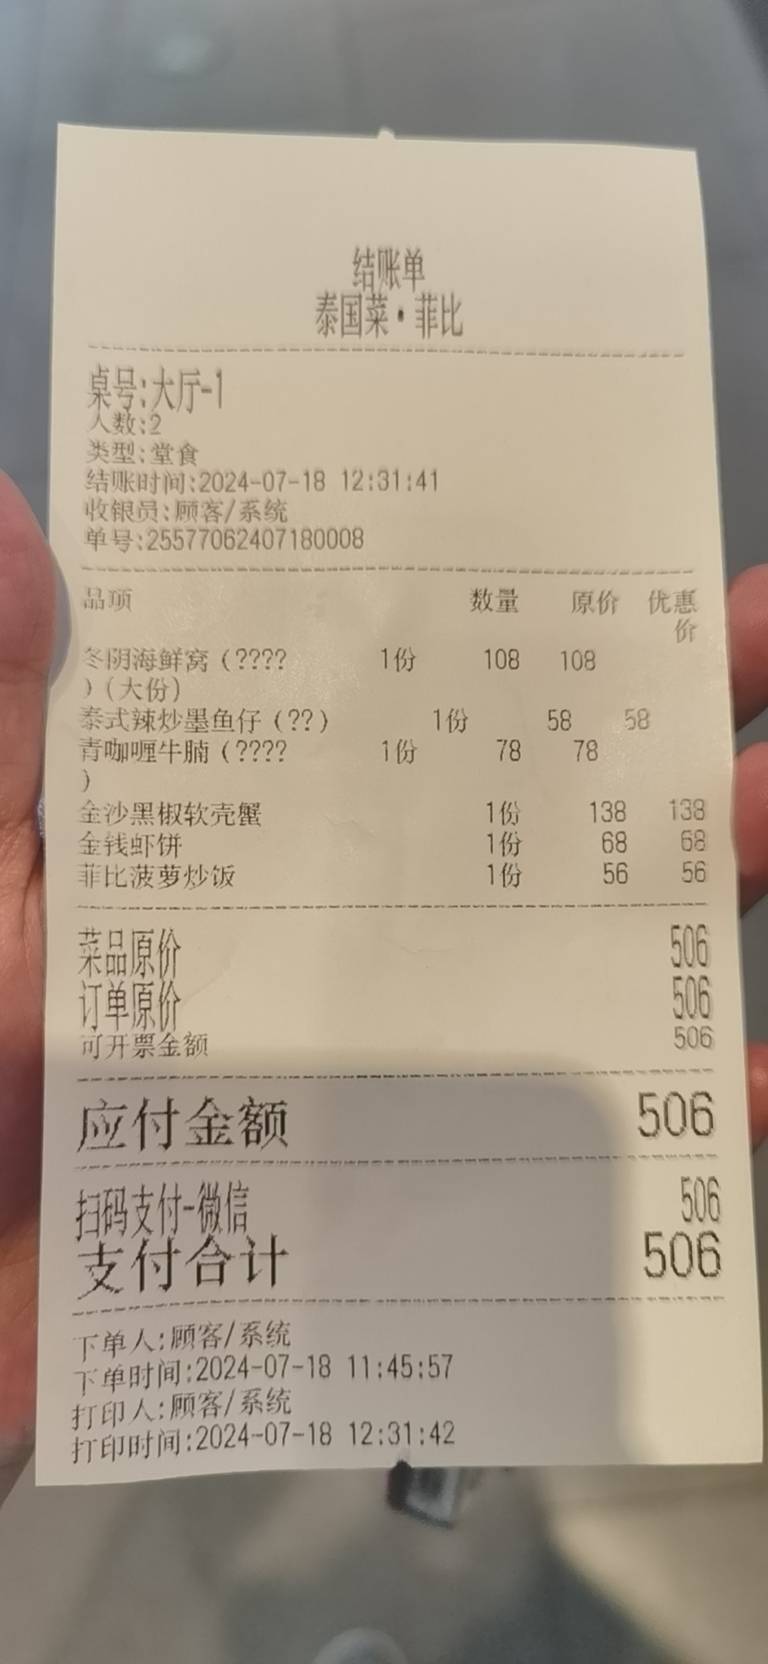 结账单
泰国菜·菲比
桌号:大厅-1
人数:2
类型:堂食
结账时间:2024-07-18 12:31:41
收银员:顾客/系统
单号:25577062407180008
品项 数量 原价 优惠
价
冬阴海鲜窝（???? 1份 108 108
）（大份）
泰式辣炒墨鱼仔（??） 1份 58 58
青咖喱牛腩（???? 1份 78 78
）
金沙黑椒软壳蟹 1份 138 138
金钱虾饼 1份 68 68
菲比菠萝炒饭 1份 56 56
菜品原价 506
订单原价 506
可开票金额 506
应付金额 506
扫码支付-微信 506
支付合计 506
下单人:顾客/系统
下单时间:2024-07-18 11:45:57
打印人:顾客/系统
打印时间:2024-07-18 12:31:42